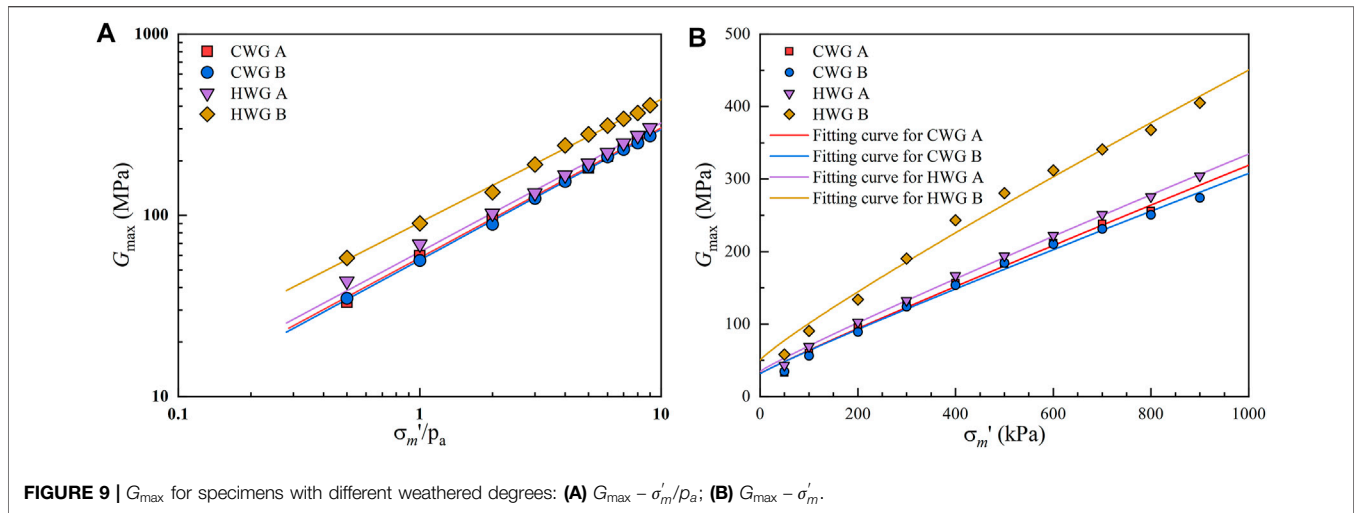 A
1000
100
10
0.1
1
10
CWG A
CWG B
HWG A
HWG B
G_max (MPa)
σ_m'/p_a
B
500
400
300
200
100
0
0
200
400
600
800
1000
CWG A
CWG B
HWG A
HWG B
Fitting curve for CWG A
Fitting curve for CWG B
Fitting curve for HWG A
Fitting curve for HWG B
G_max (MPa)
σ_m' (kPa)
FIGURE 9 | G_max for specimens with different weathered degrees: (A) G_max – σ'_m/p_a; (B) G_max – σ'_m.